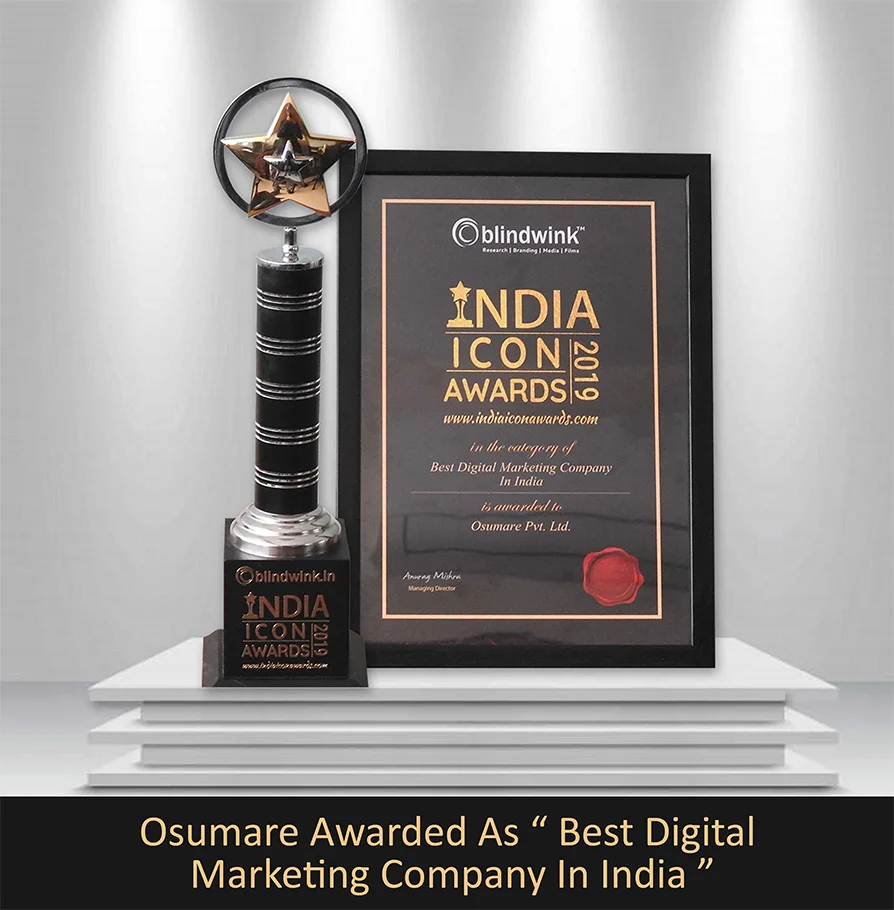 blindwink™
Research | Branding | Media | Films
INDIA
ICON
AWARDS
2019
www.indiaiconawards.com
in the category of
Best Digital Marketing Company
In India
is awarded to
Osumare Pvt. Ltd.
Anurag Mishra
Managing Director
blindwink.in
INDIA
ICON
AWARDS
2019
www.indiaiconawards.com
Osumare Awarded As “ Best Digital
Marketing Company In India ”